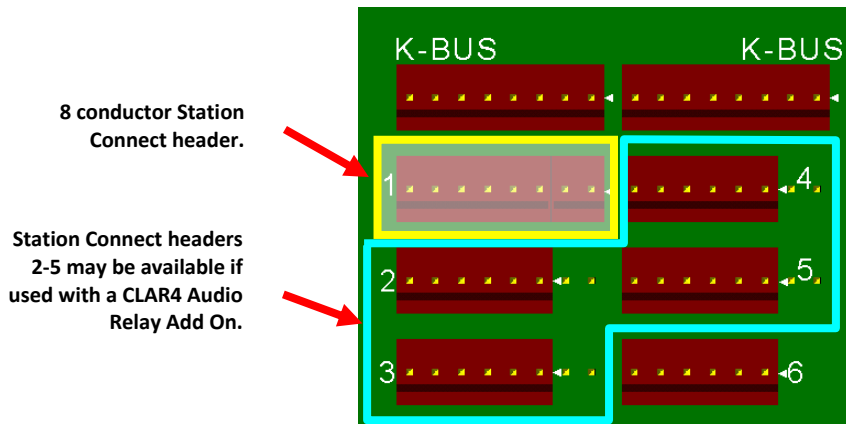 K-BUS K-BUS
8 conductor Station
Connect header.
1
4
Station Connect headers
2-5 may be available if
used with a CLAR4 Audio
Relay Add On.
2
5
3
6